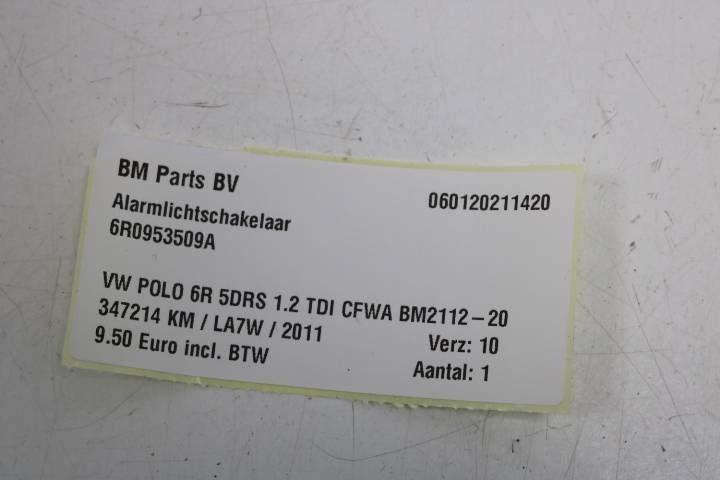 BM Parts BV
060120211420
Alarmlichtschakelaar
6R0953509A
VW POLO 6R 5DRS 1.2 TDI CFWA BM2112-20
347214 KM / LA7W / 2011
Verz: 10
9.50 Euro incl. BTW
Aantal: 1